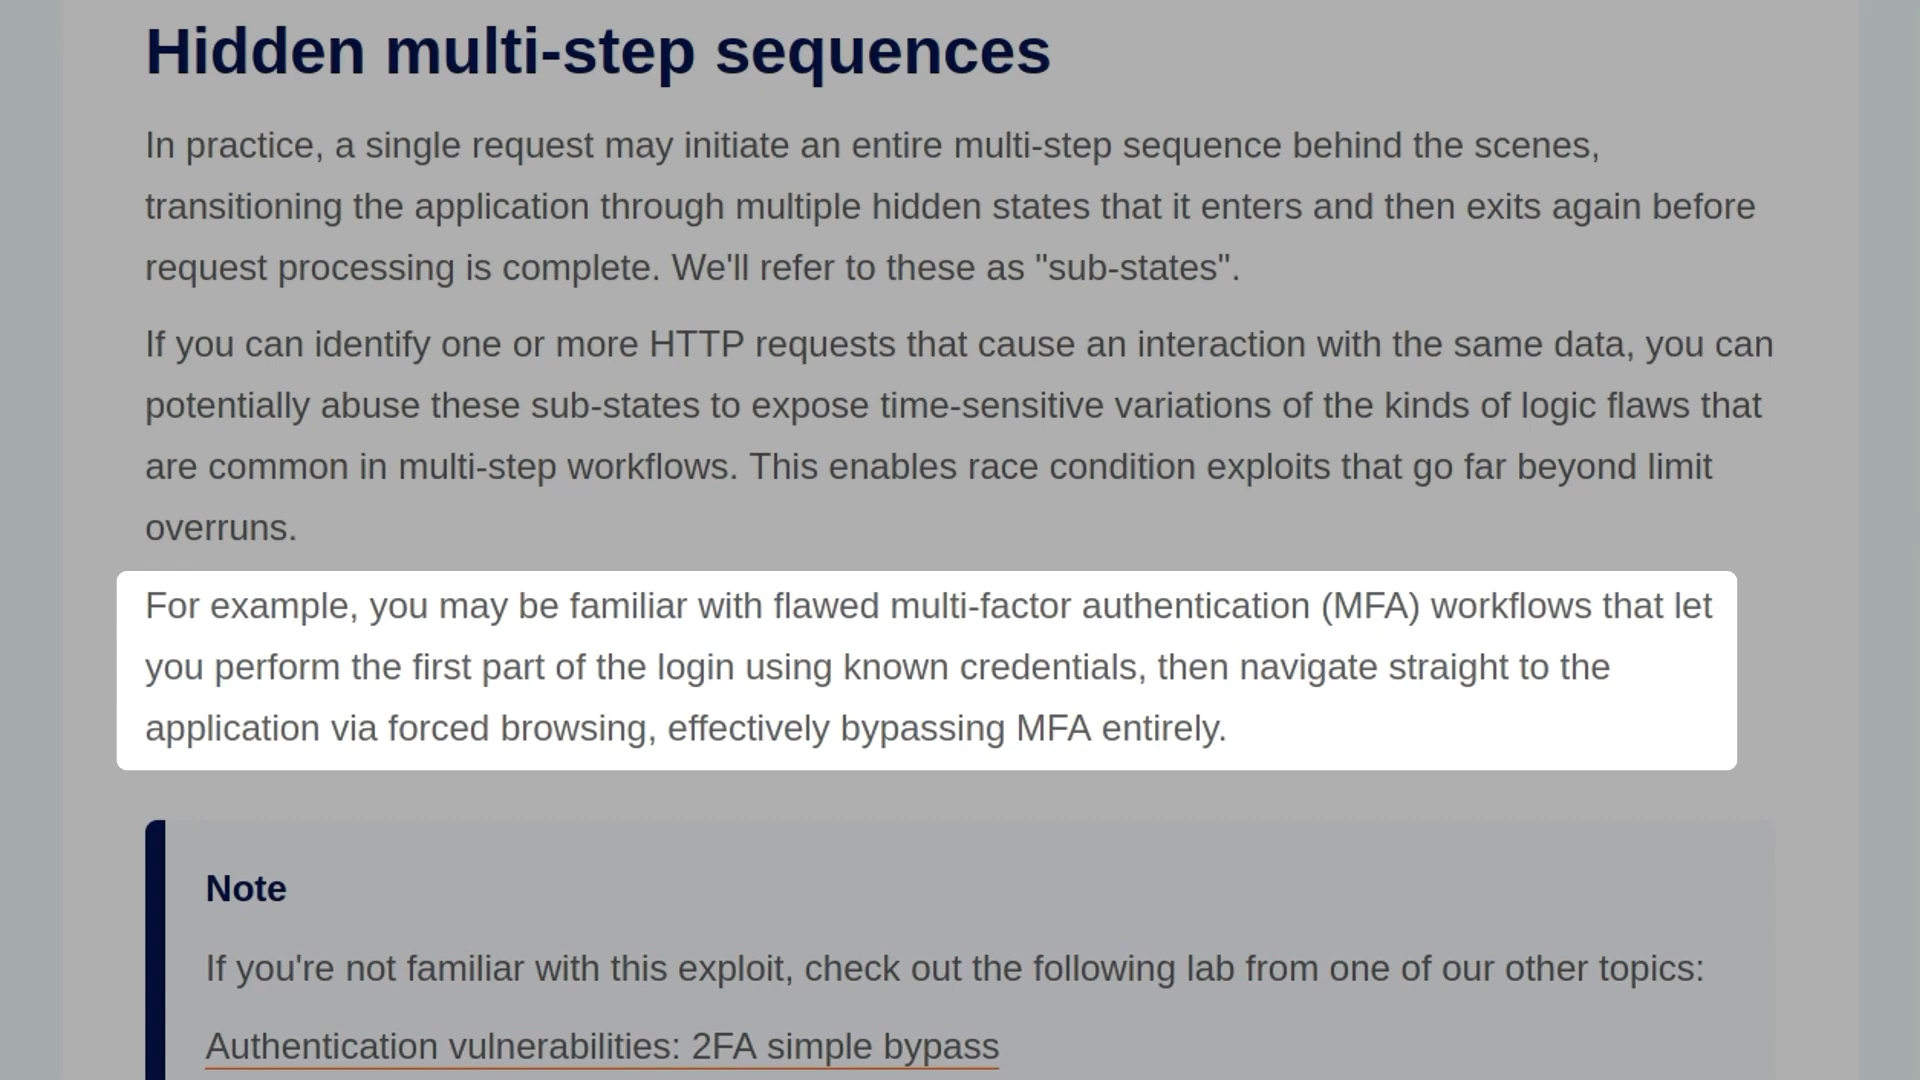 Hidden multi-step sequences
In practice, a single request may initiate an entire multi-step sequence behind the scenes,
transitioning the application through multiple hidden states that it enters and then exits again before
request processing is complete. We'll refer to these as "sub-states".
If you can identify one or more HTTP requests that cause an interaction with the same data, you can
potentially abuse these sub-states to expose time-sensitive variations of the kinds of logic flaws that
are common in multi-step workflows. This enables race condition exploits that go far beyond limit
overruns.
For example, you may be familiar with flawed multi-factor authentication (MFA) workflows that let
you perform the first part of the login using known credentials, then navigate straight to the
application via forced browsing, effectively bypassing MFA entirely.
Note
If you're not familiar with this exploit, check out the following lab from one of our other topics:
Authentication vulnerabilities: 2FA simple bypass